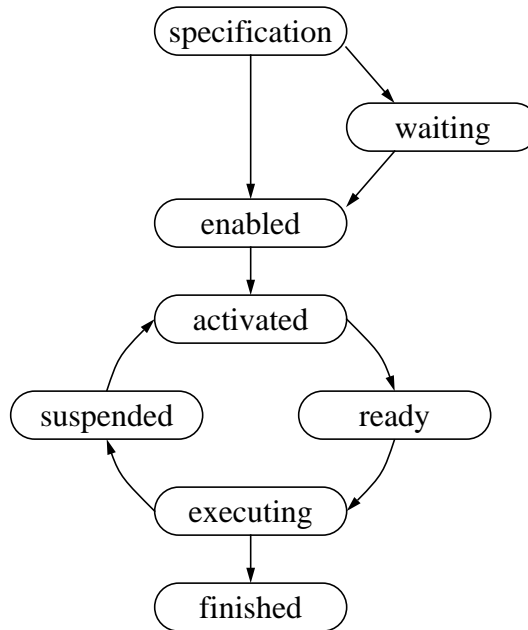 specification
waiting
enabled
activated
suspended
ready
executing
finished